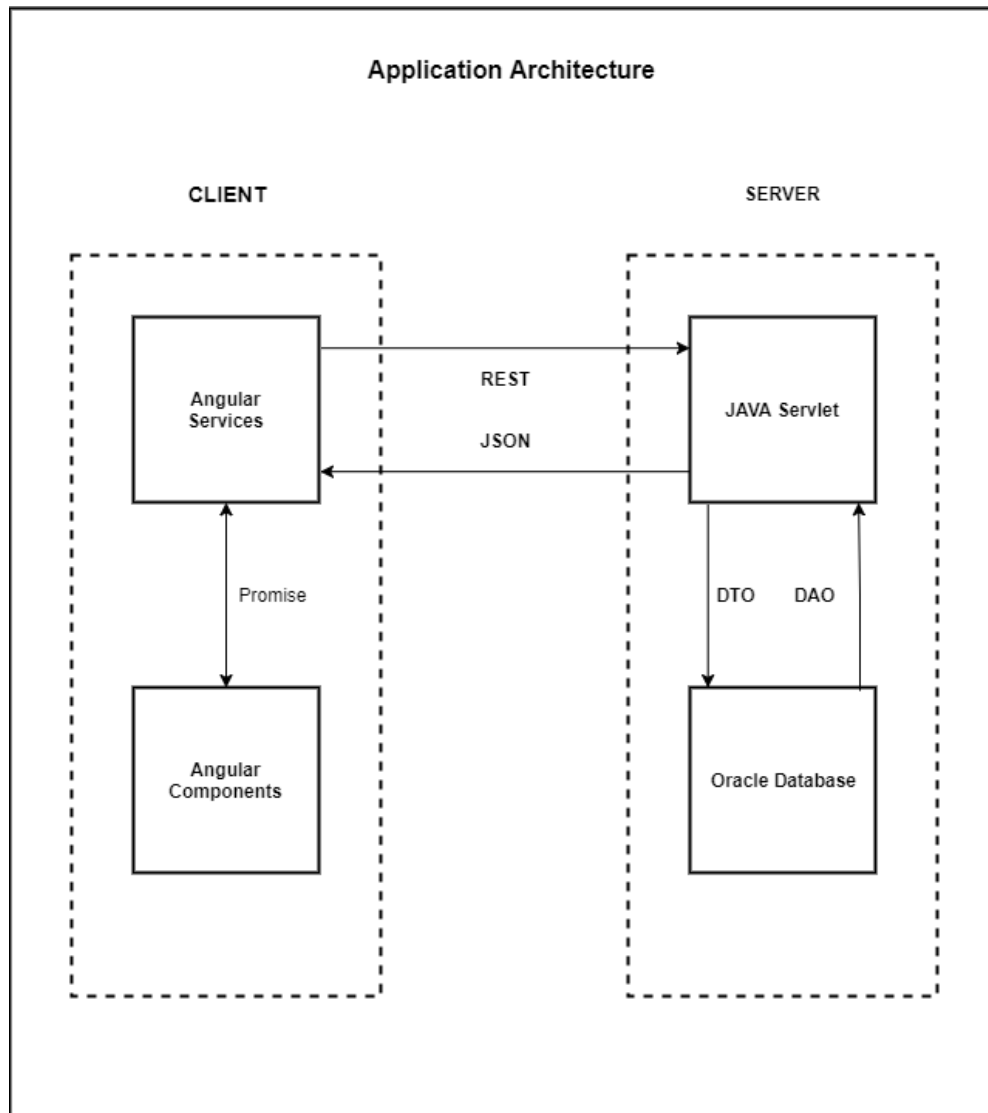 Application Architecture
CLIENT
SERVER
Angular
Services
REST
JAVA Servlet
JSON
Promise
DTO
DAO
Angular
Components
Oracle Database